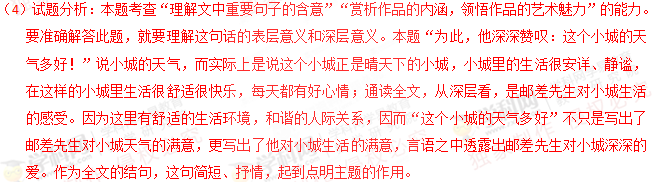 （4）试题分析：本题考查“理解文中重要句子的含意”“赏析作品的内涵，领悟作品的艺术魅力”的能力。
要准确解答此题，就要理解这句话的表层意义和深层意义。本题“为此，他深深赞叹：这个小城的天
气多好！”说小城的天气，而实际上是说这个小城正是晴天下的小城，小城里的生活很安详、静谧，
在这样的小城里生活很舒适很快乐，每天都有好心情；通读全文，从深层看，是邮差先生对小城生活
的感受。因为这里有舒适的生活环境，和谐的人际关系，因而“这个小城的天气多好”不只是写出了
邮差先生对小城天气的满意，更写出了他对小城生活的满意，言语之中透露出邮差先生对小城深深的
爱。作为全文的结句，这句简短、抒情，起到点明主题的作用。